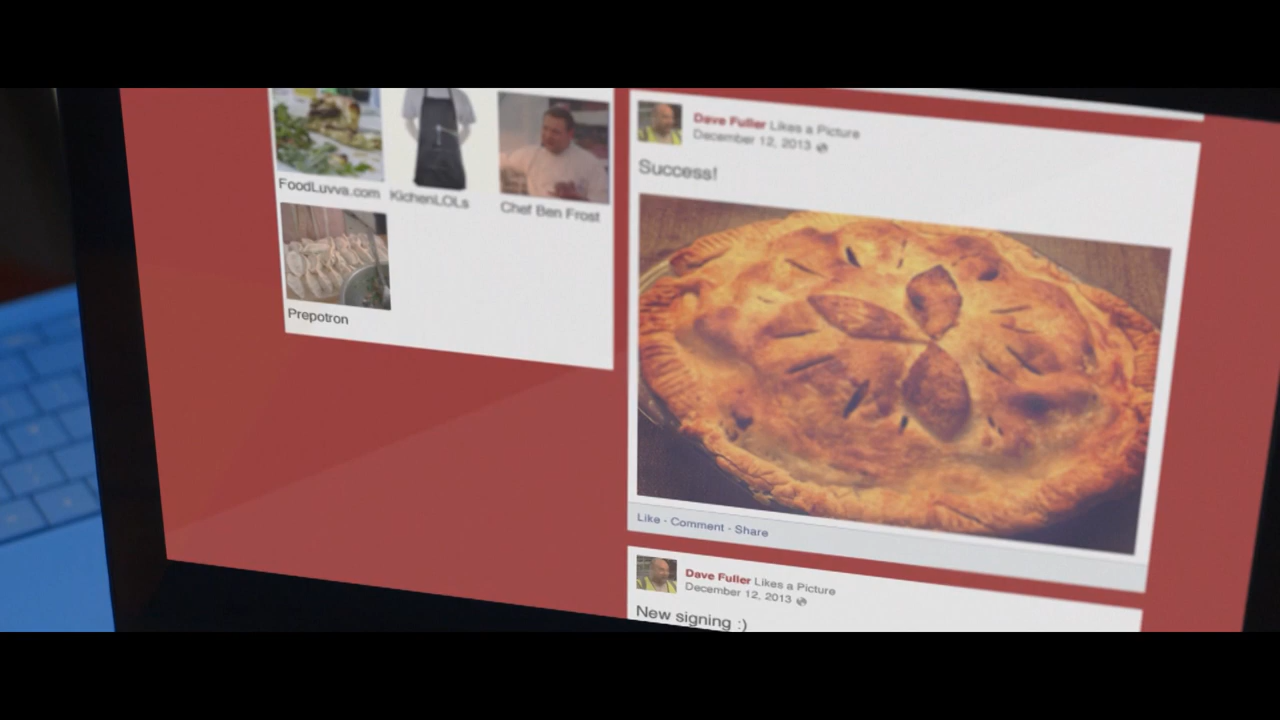 FoodLuvva.com
KichenLOLs
Chef Ben Frost
Prepotron
Dave Fuller Likes a Picture
December 12, 2013
Success!
Like · Comment · Share
Dave Fuller Likes a Picture
December 12, 2013
New signing :)